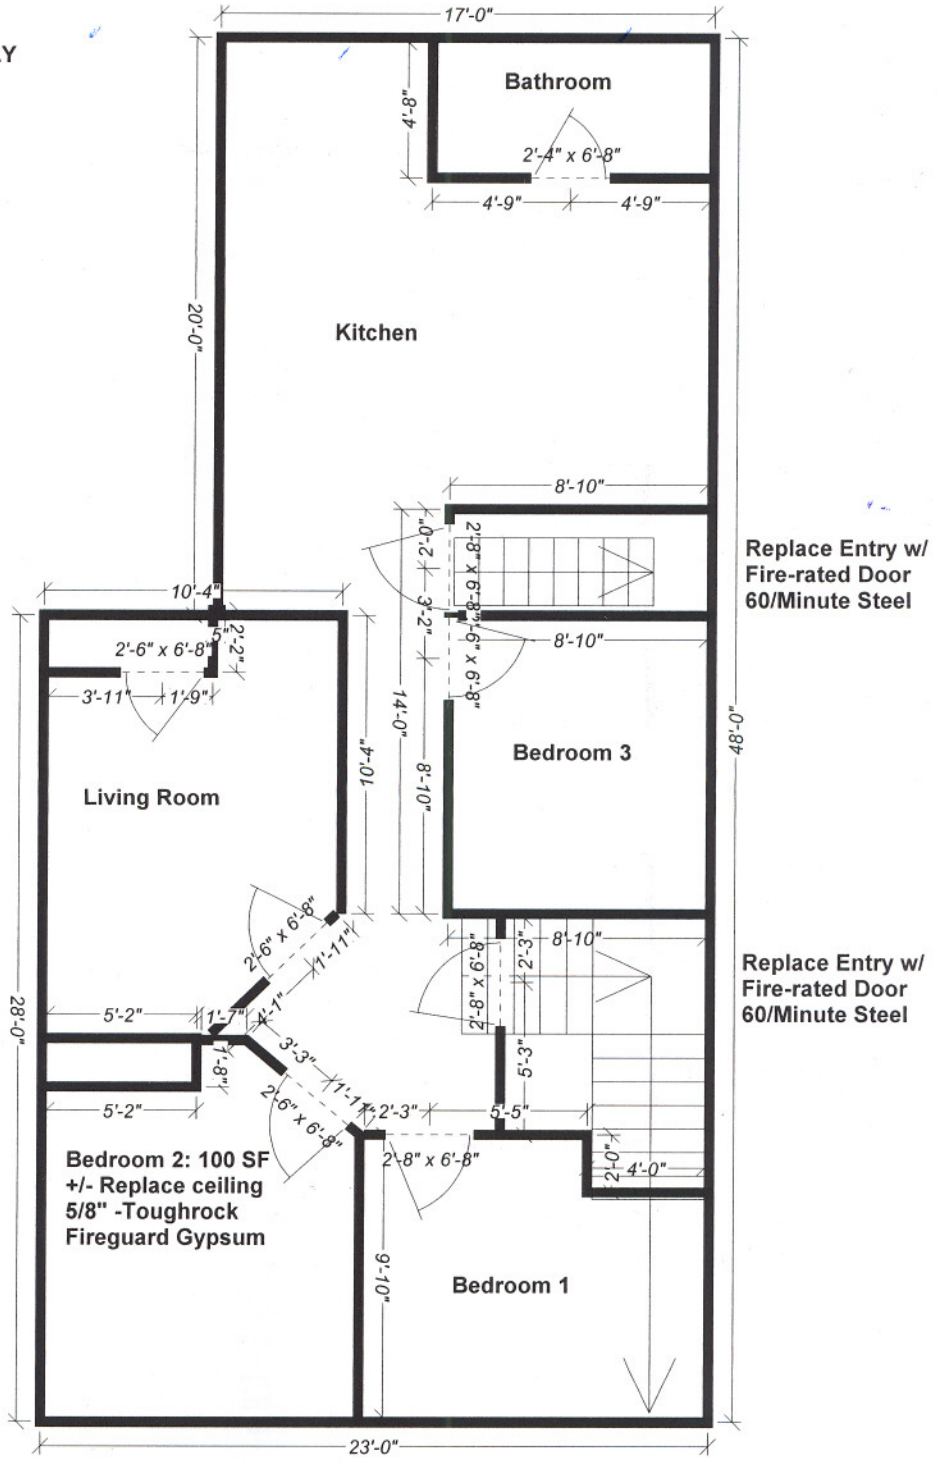 17'-0"
Y
Bathroom
4'-8"
2'-4" x 6'-8"
4'-9"
4'-9"
20'-0"
Kitchen
8'-10"
2'-0"
2'-8" x 6'-8"
Replace Entry w/
Fire-rated Door
60/Minute Steel
10'-4"
5"
2'-2"
3'-2"
2'-6" x 6'-8"
8'-10"
2'-6" x 6'-8"
3'-11"
1'-9"
14'-0"
48'-0"
10'-4"
8'-10"
Bedroom 3
Living Room
2'-6" x 6'-8"
1'-11"
8'-10"
2'-3"
2'-8" x 6'-8"
Replace Entry w/
Fire-rated Door
60/Minute Steel
28'-0"
5'-2"
1'-7"
4'-1"
3'-3"
1'-8"
5'-3"
1'-11"
5'-2"
2'-6" x 6'-8"
2'-3"
5'-5"
2'-8" x 6'-8"
2'-0"
4'-0"
Bedroom 2: 100 SF
+/- Replace ceiling
5/8" -Toughrock
Fireguard Gypsum
9'-10"
Bedroom 1
23'-0"